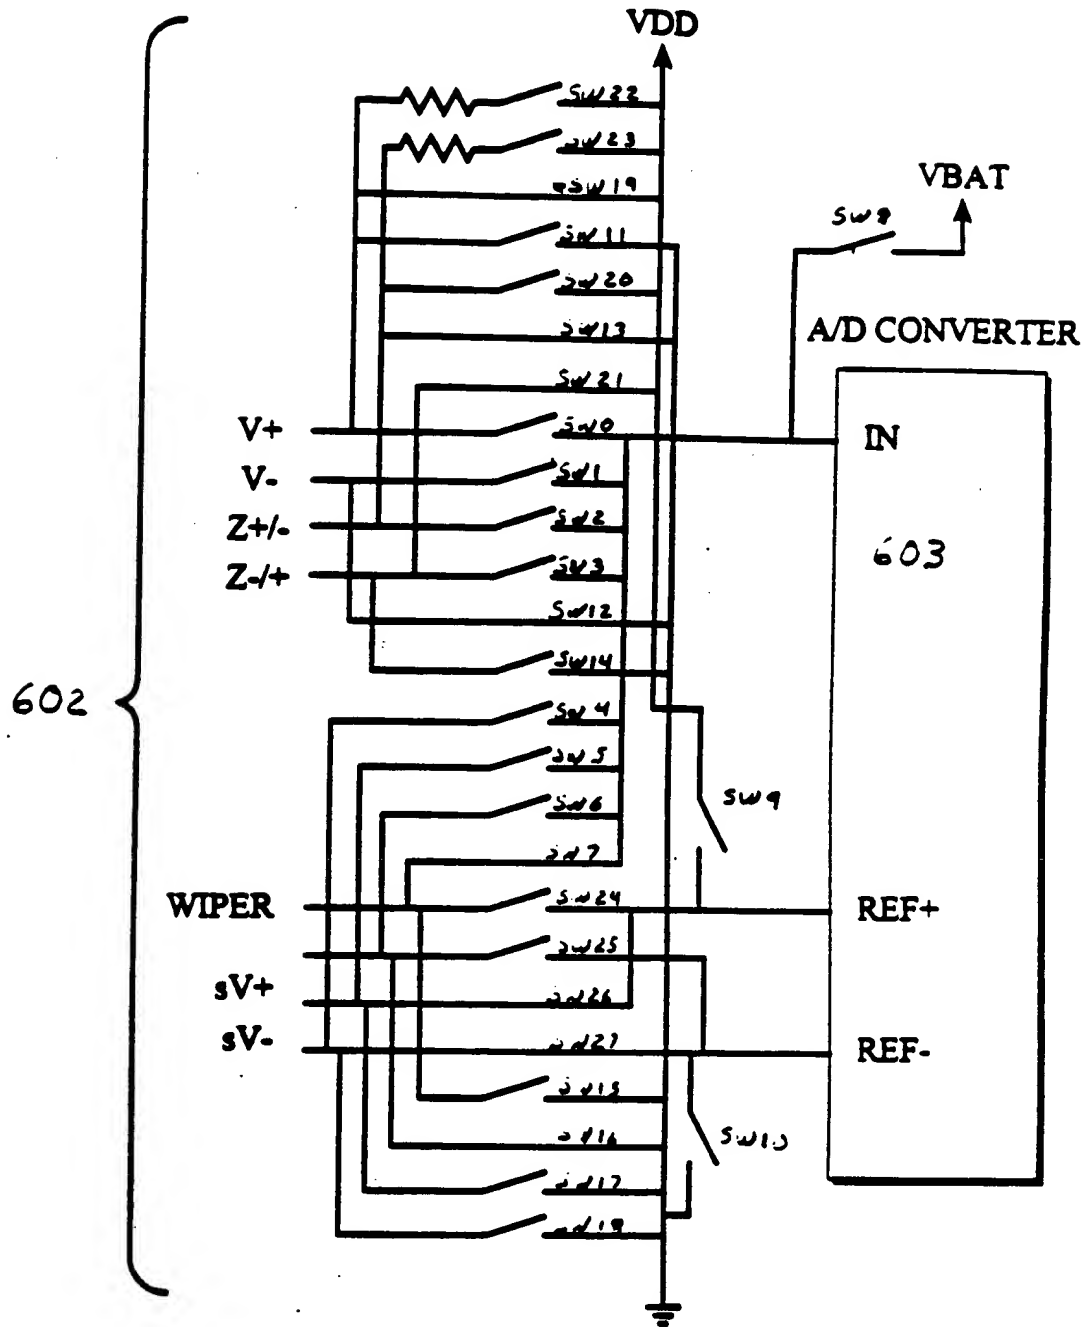 VDD
SW22
SW23
SW19
VBAT
SW8
SW11
SW20
SW13
A/D CONVERTER
SW21
V+
SW0
IN
V-
SW1
Z+/-
SW2
603
Z-/+
SW3
SW12
SW14
602
SW4
SW5
SW9
SW6
SW7
WIPER
SW24
REF+
SW25
sV+
SW26
sV-
SW27
REF-
SW15
SW16
SW10
SW17
SW18